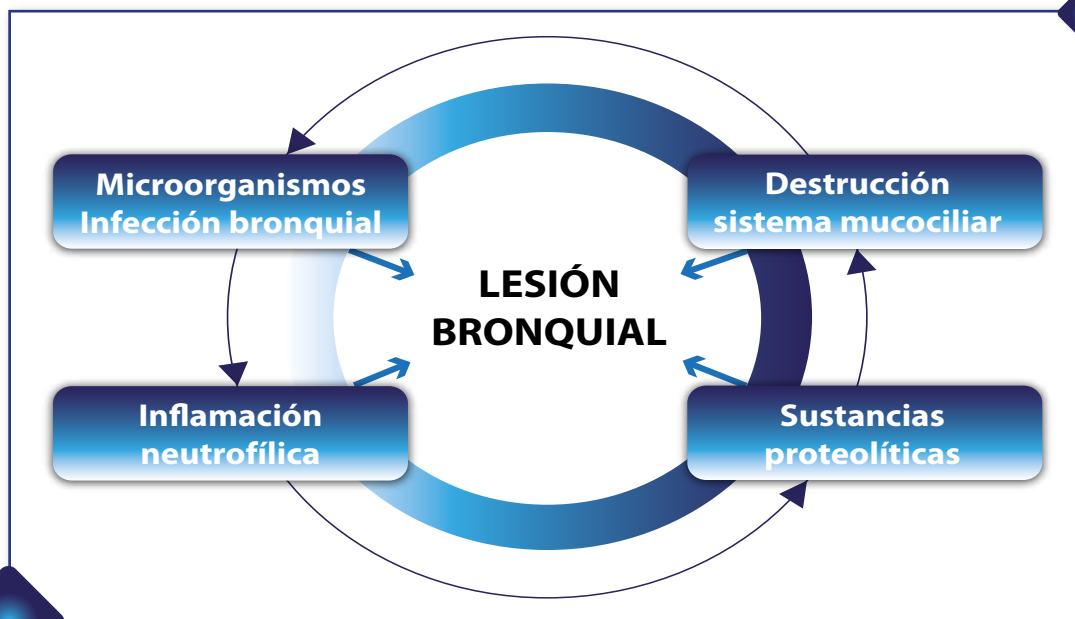 Microorganismos
Infección bronquial
Destrucción
sistema mucociliar
LESIÓN
BRONQUIAL
Inflamación
neutrofílica
Sustancias
proteolíticas